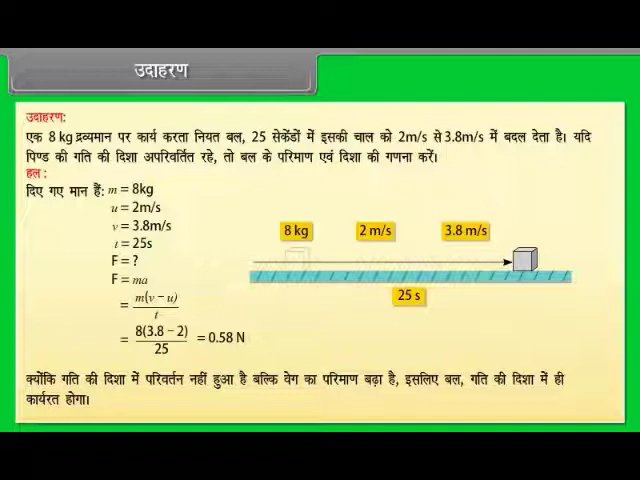 उदाहरण
उदाहरण:
एक 8 kg द्रव्यमान पर कार्य करता नियत बल, 25 सेकेंडों में इसकी चाल को 2m/s से 3.8m/s में बदल देता है। यदि
पिण्ड की गति की दिशा अपरिवर्तित रहे, तो बल के परिमाण एवं दिशा की गणना करें।
हल :
दिए गए मान हैं: m = 8kg
u = 2m/s
v = 3.8m/s
t = 25s
F = ?
F = ma
= m(v − u)/t
= 8(3.8 − 2)/25 = 0.58 N
8 kg 2 m/s 3.8 m/s
25 s
क्योंकि गति की दिशा में परिवर्तन नहीं हुआ है बल्कि वेग का परिमाण बढ़ा है, इसलिए बल, गति की दिशा में ही
कार्यरत होगा।